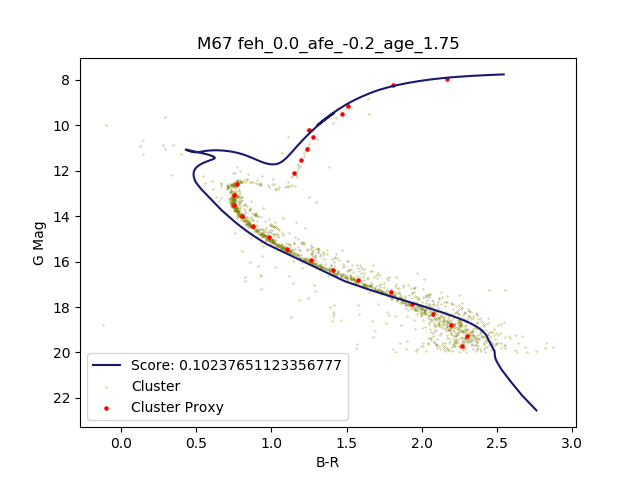 M67 feh_0.0_afe_-0.2_age_1.75
G Mag
8
10
12
14
16
18
20
22
Score: 0.10237651123356777
Cluster
Cluster Proxy
0.0 0.5 1.0 1.5 2.0 2.5 3.0
B-R